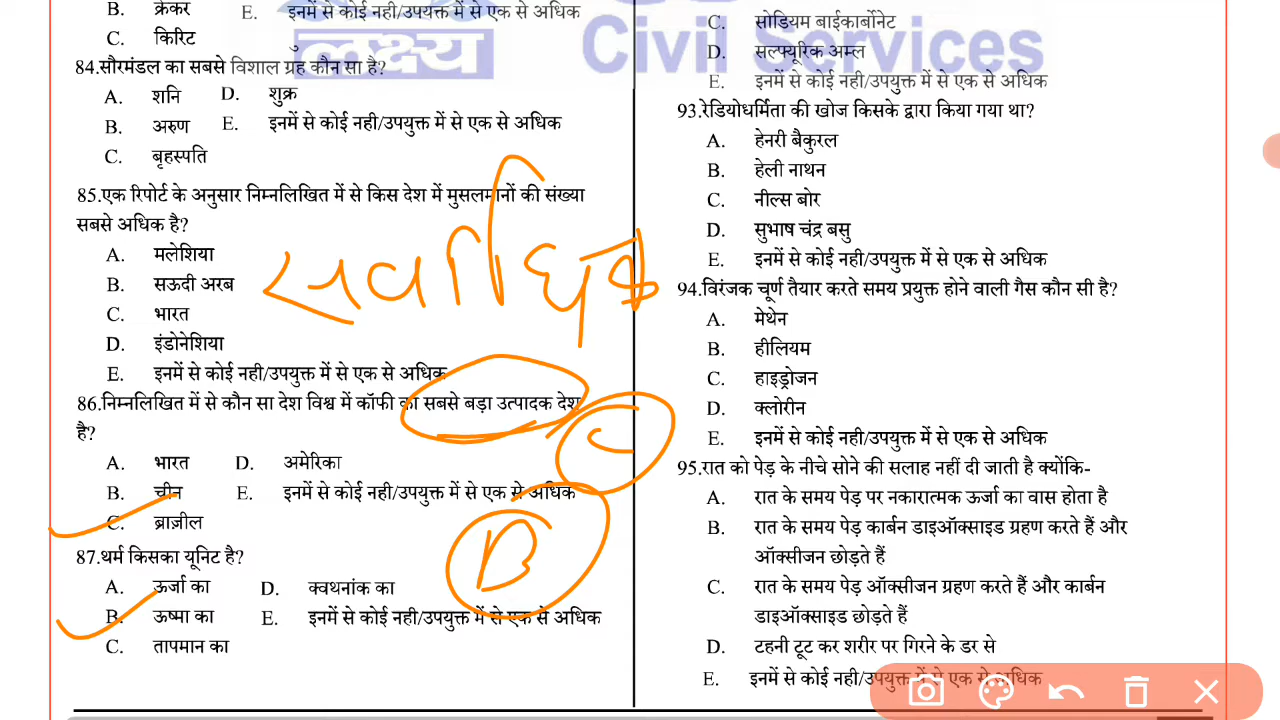 B. क्रेकर E. इनमें से कोई नही/उपयक्त में से एक से अधिक
C. किरिट
84.सौरमंडल का सबसे विशाल ग्रह कौन सा है?
A. शनि D. शुक्र
B. अरुण E. इनमें से कोई नही/उपयुक्त में से एक से अधिक
C. बृहस्पति
85.एक रिपोर्ट के अनुसार निम्नलिखित में से किस देश में मुसलमानों की संख्या
सबसे अधिक है?
A. मलेशिया
B. सऊदी अरब
C. भारत
D. इंडोनेशिया
E. इनमें से कोई नही/उपयुक्त में से एक से अधिक
सर्वाधिक
86.निम्नलिखित में से कौन सा देश विश्व में कॉफी का सबसे बड़ा उत्पादक देश
है?
A. भारत D. अमेरिका
B. चीन E. इनमें से कोई नही/उपयुक्त में से एक से अधिक
C. ब्राज़ील
C
87.थर्म किसका यूनिट है?
A. ऊर्जा का D. क्वथनांक का
B. ऊष्मा का E. इनमें से कोई नही/उपयुक्त में से एक से अधिक
C. तापमान का
B
लक्ष्य Civil Services
C. सोडियम बाईकार्बोनेट
D. सल्फ्यूरिक अम्ल
E. इनमें से कोई नही/उपयुक्त में से एक से अधिक
93.रेडियोधर्मिता की खोज किसके द्वारा किया गया था?
A. हेनरी बैकुरल
B. हेली नाथन
C. नील्स बोर
D. सुभाष चंद्र बसु
E. इनमें से कोई नही/उपयुक्त में से एक से अधिक
94.विरंजक चूर्ण तैयार करते समय प्रयुक्त होने वाली गैस कौन सी है?
A. मेथेन
B. हीलियम
C. हाइड्रोजन
D. क्लोरीन
E. इनमें से कोई नही/उपयुक्त में से एक से अधिक
95.रात को पेड़ के नीचे सोने की सलाह नहीं दी जाती है क्योंकि-
A. रात के समय पेड़ पर नकारात्मक ऊर्जा का वास होता है
B. रात के समय पेड़ कार्बन डाइऑक्साइड ग्रहण करते हैं और
ऑक्सीजन छोड़ते हैं
C. रात के समय पेड़ ऑक्सीजन ग्रहण करते हैं और कार्बन
डाइऑक्साइड छोड़ते हैं
D. टहनी टूट कर शरीर पर गिरने के डर से
E. इनमें से कोई नही/उपयुक्त में से एक से अधिक